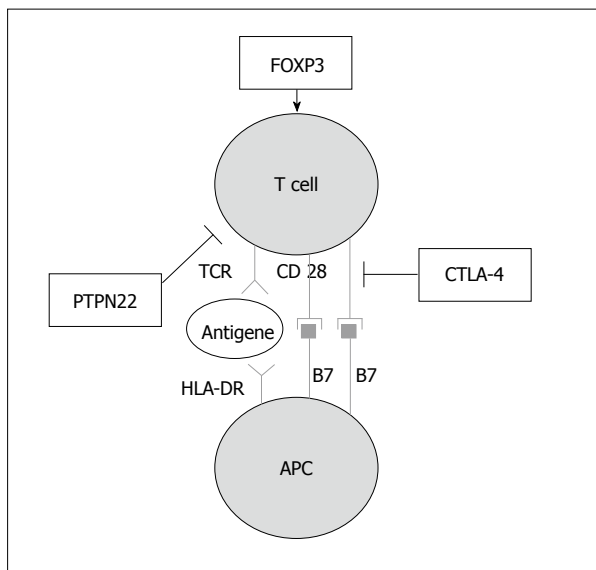 FOXP3
T cell
TCR
CD 28
PTPN22
CTLA-4
Antigene
HLA-DR
B7
B7
APC